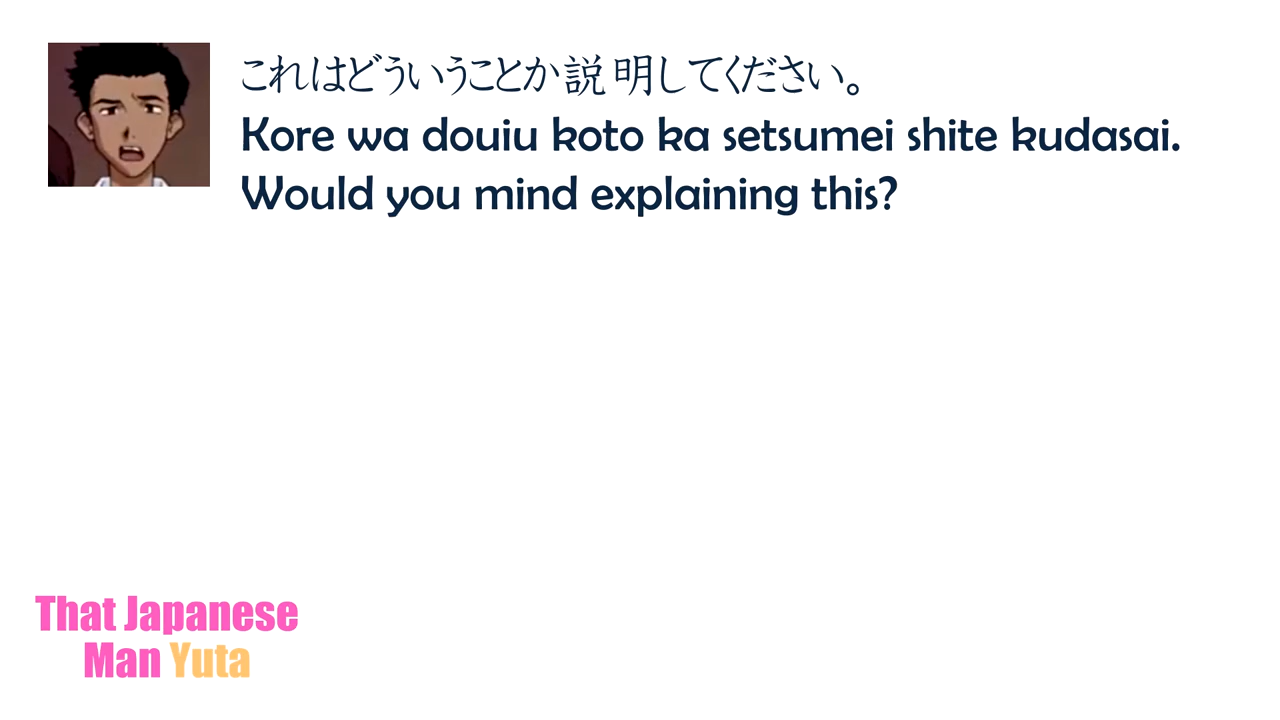 これはどういうことか説明してください。
Kore wa douiu koto ka setsumei shite kudasai.
Would you mind explaining this?
That Japanese
Man Yuta